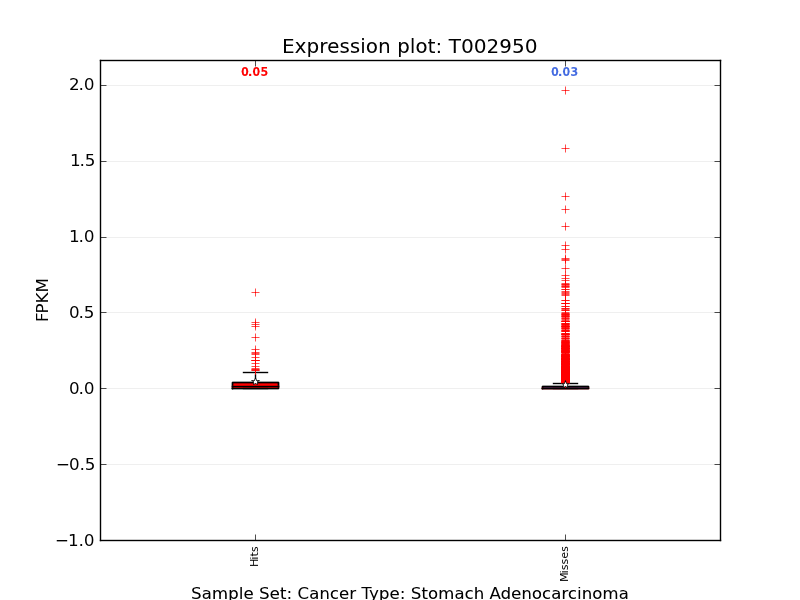 Expression plot: T002950
0.05
0.03
2.0
1.5
1.0
0.5
0.0
−0.5
−1.0
FPKM
Hits
Misses
Sample Set: Cancer Type: Stomach Adenocarcinoma